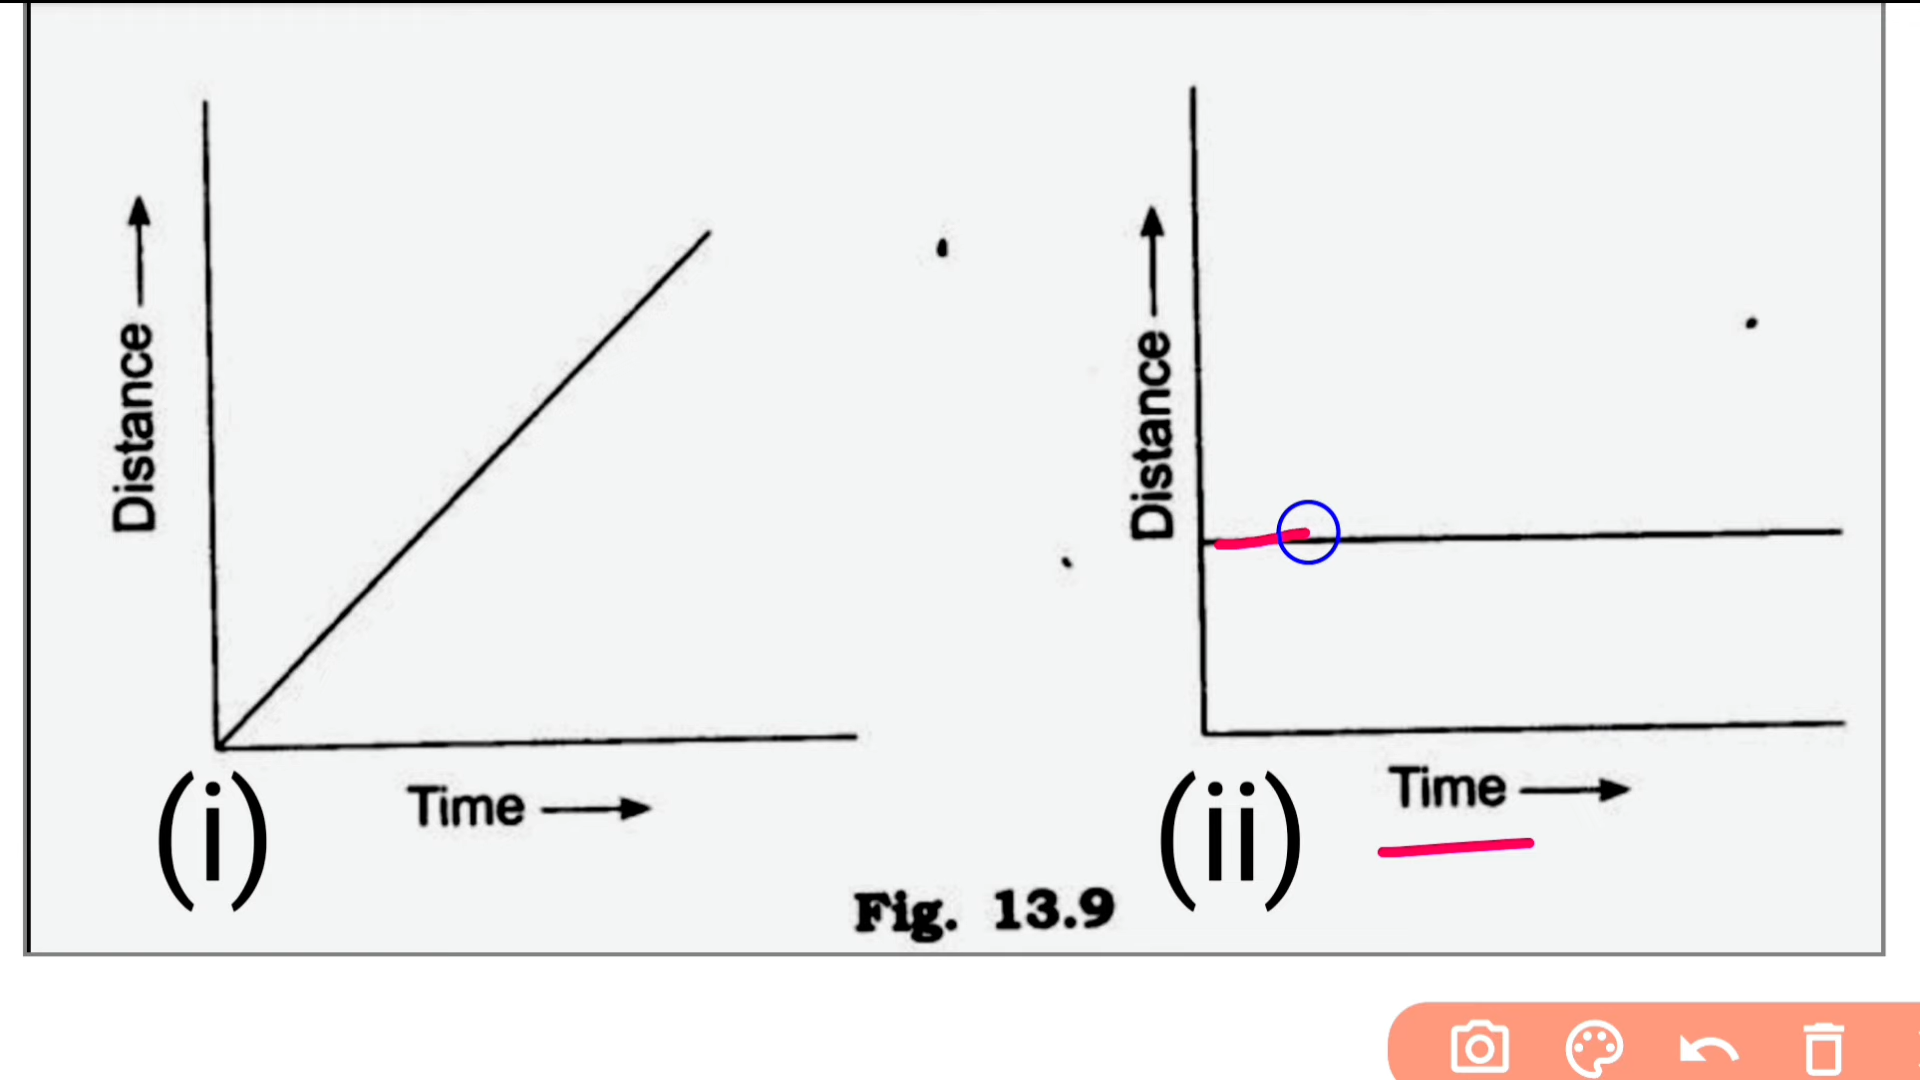 Distance
Distance
Time
Time
(i)
(ii)
Fig. 13.9